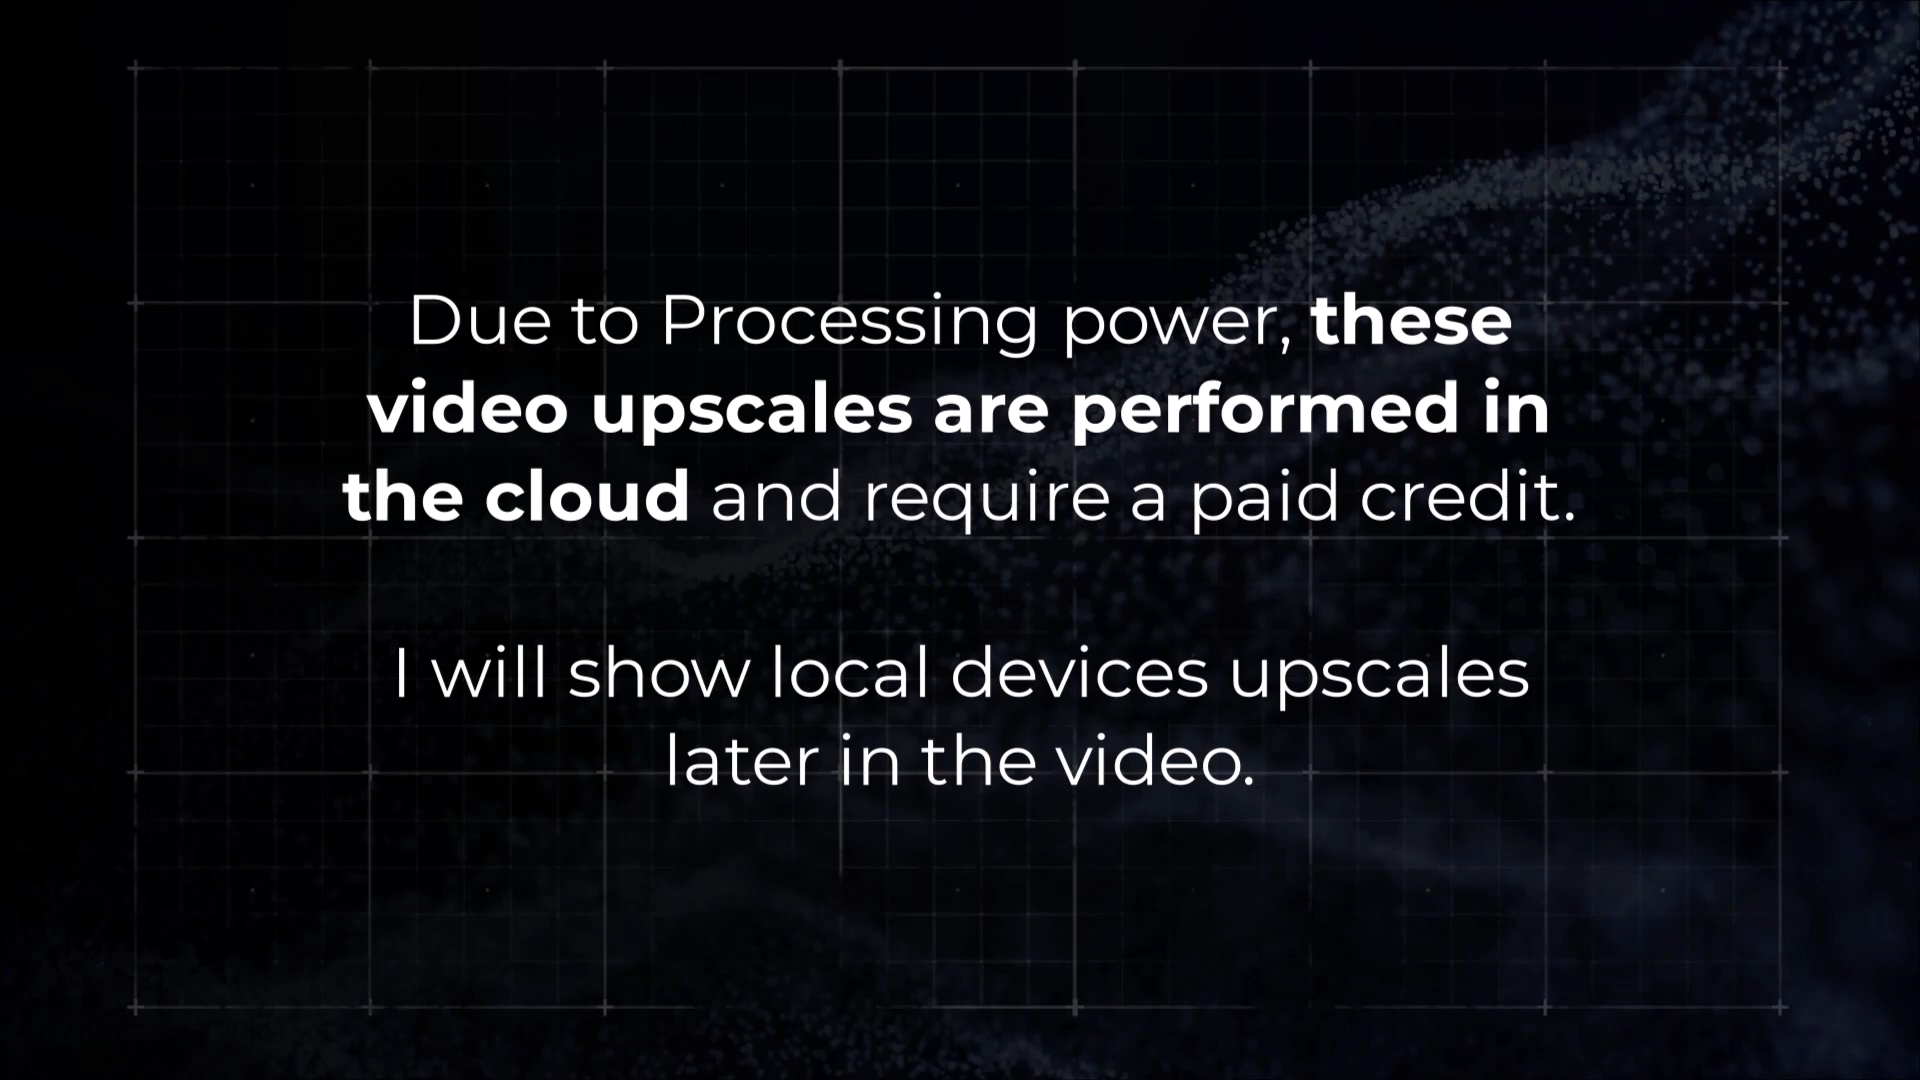 Due to Processing power, these
video upscales are performed in
the cloud and require a paid credit.
I will show local devices upscales
later in the video.